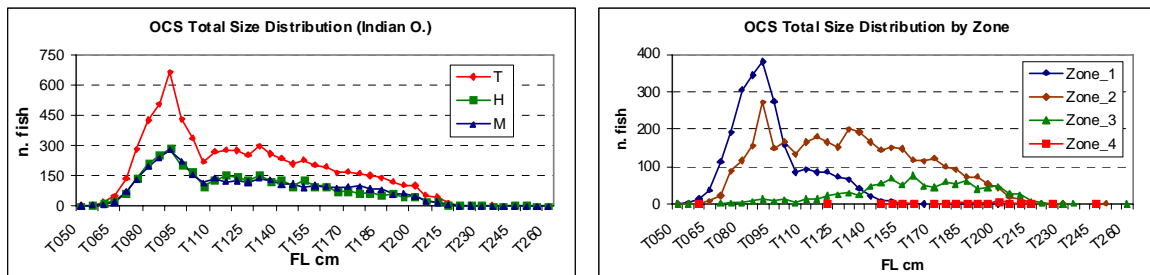 OCS Total Size Distribution (Indian O.)
750
600
450
300
150
0
n. fish
T
H
M
T050
T065
T080
T095
T110
T125
T140
T155
T170
T185
T200
T215
T230
T245
T260
FL cm
OCS Total Size Distribution by Zone
400
300
200
100
0
n. fish
Zone_1
Zone_2
Zone_3
Zone_4
T050
T065
T080
T095
T110
T125
T140
T155
T170
T185
T200
T215
T230
T245
T260
FL cm